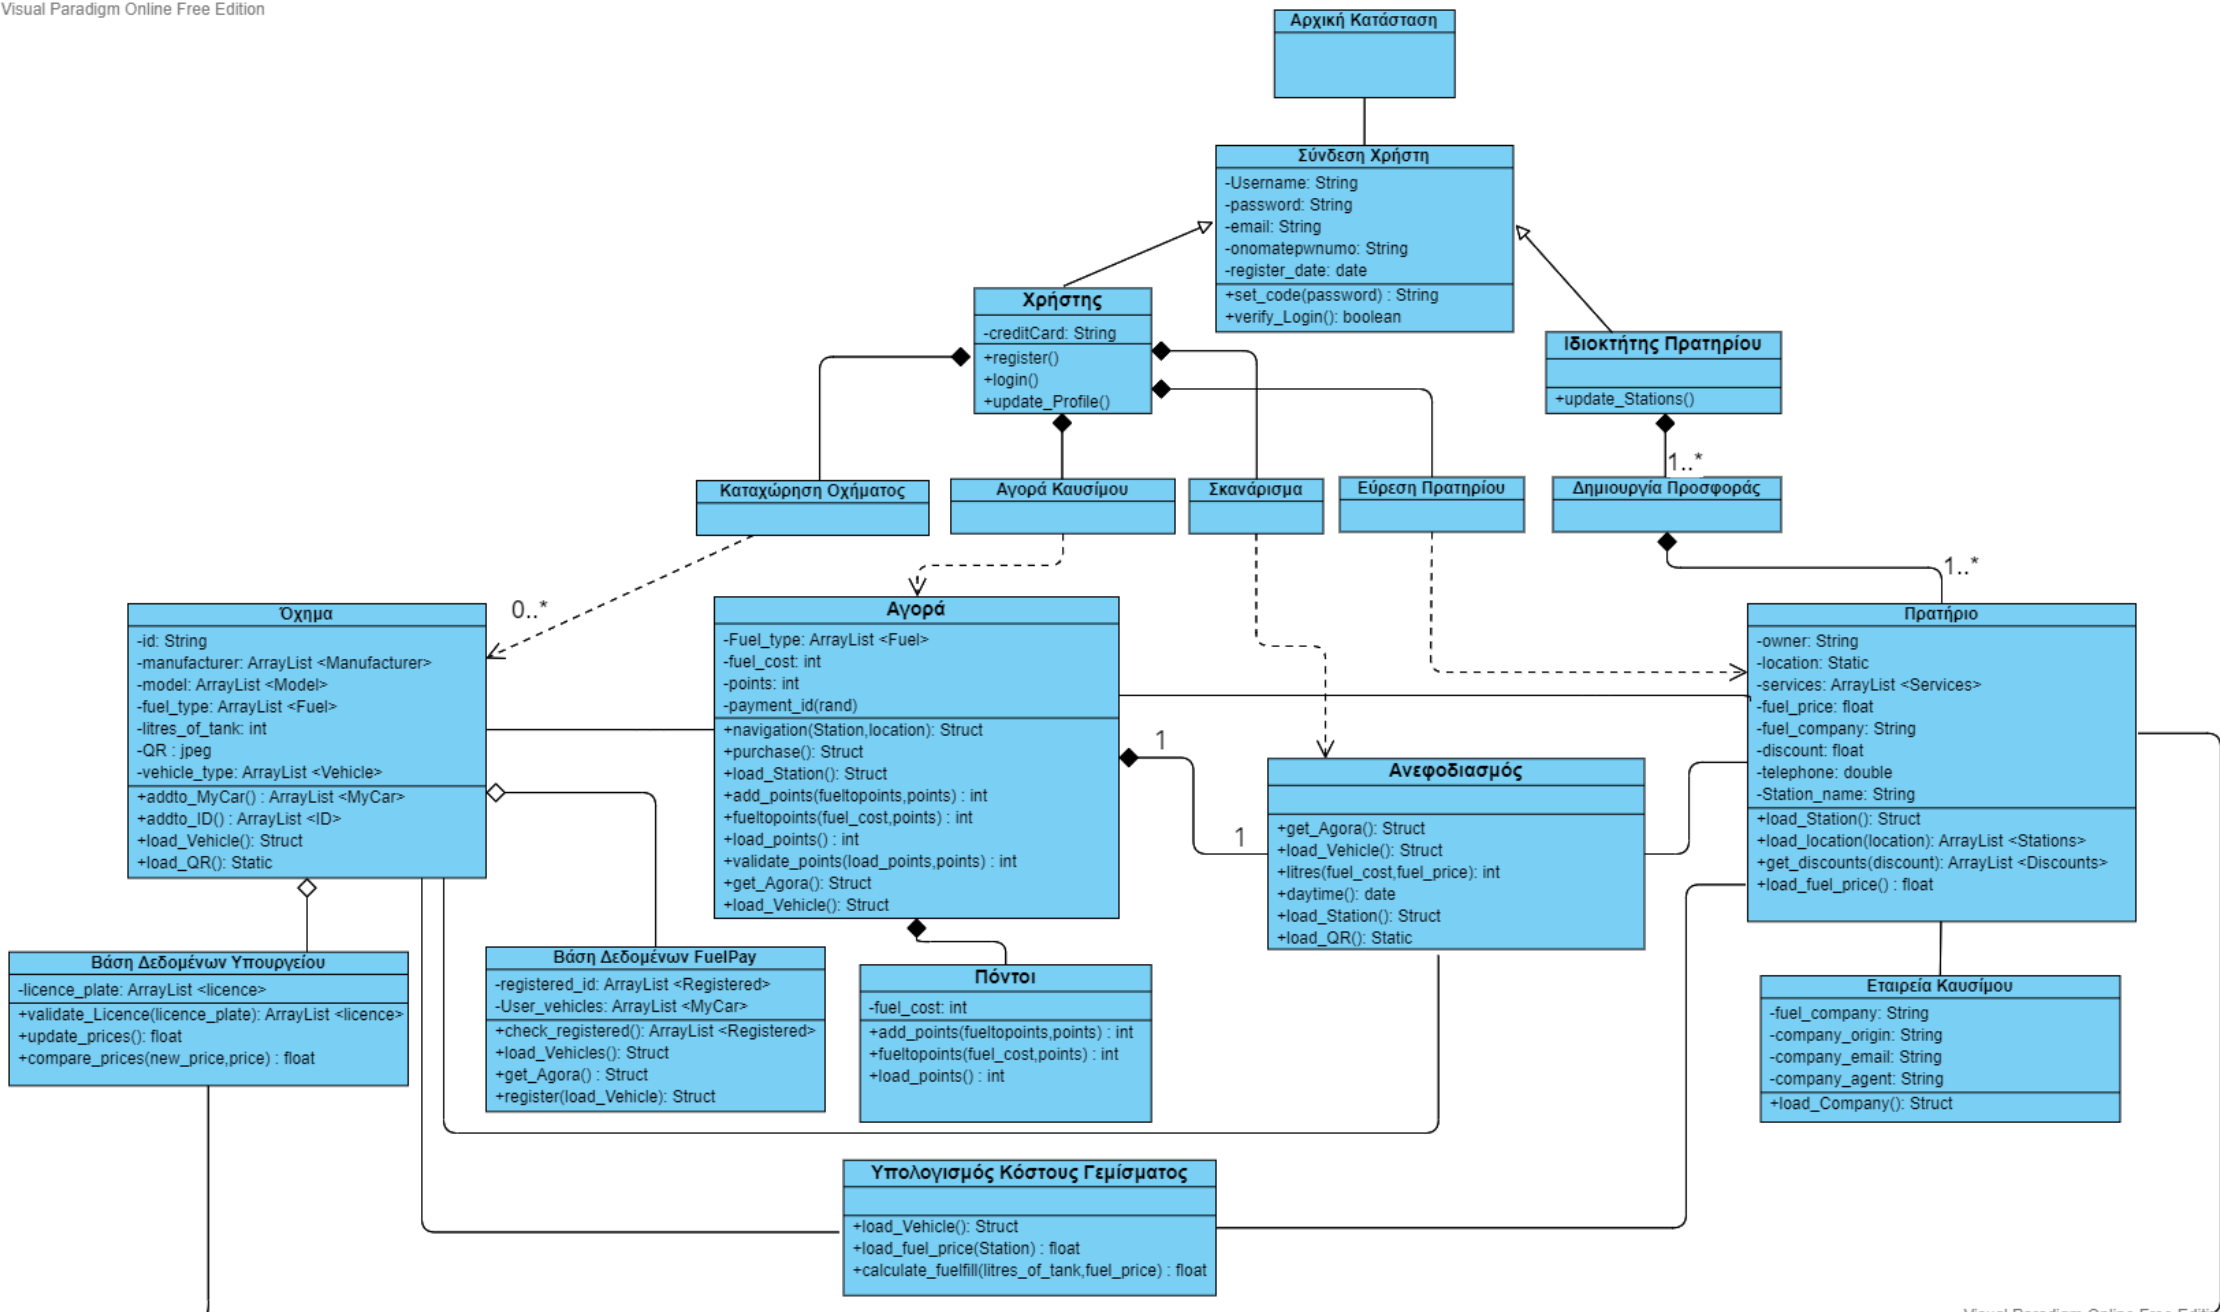 Visual Paradigm Online Free Edition
Αρχική Κατάσταση
Σύνδεση Χρήστη
-Username: String
-password: String
-email: String
-onomatepwnumo: String
-register_date: date
+set_code(password) : String
+verify_Login(): boolean
Χρήστης
-creditCard: String
+register()
+login()
+update_Profile()
Ιδιοκτήτης Πρατηρίου
+update_Stations()
1..*
Καταχώρηση Οχήματος
Αγορά Καυσίμου
Σκανάρισμα
Εύρεση Πρατηρίου
Δημιουργία Προσφοράς
1..*
0..*
Όχημα
-id: String
-manufacturer: ArrayList <Manufacturer>
-model: ArrayList <Model>
-fuel_type: ArrayList <Fuel>
-litres_of_tank: int
-QR : jpeg
-vehicle_type: ArrayList <Vehicle>
+addto_MyCar() : ArrayList <MyCar>
+addto_ID() : ArrayList <ID>
+load_Vehicle(): Struct
+load_QR(): Static
Αγορά
-Fuel_type: ArrayList <Fuel>
-fuel_cost: int
-points: int
-payment_id(rand)
+navigation(Station,location): Struct
+purchase(): Struct
+load_Station(): Struct
+add_points(fueltopoints,points) : int
+fueltopoints(fuel_cost,points) : int
+load_points() : int
+validate_points(load_points,points) : int
+get_Agora(): Struct
+load_Vehicle(): Struct
1
1
Ανεφοδιασμός
+get_Agora(): Struct
+load_Vehicle(): Struct
+litres(fuel_cost,fuel_price): int
+daytime(): date
+load_Station(): Struct
+load_QR(): Static
Πρατήριο
-owner: String
-location: Static
-services: ArrayList <Services>
-fuel_price: float
-fuel_company: String
-discount: float
-telephone: double
-Station_name: String
+load_Station(): Struct
+load_location(location): ArrayList <Stations>
+get_discounts(discount): ArrayList <Discounts>
+load_fuel_price() : float
Βάση Δεδομένων Υπουργείου
-licence_plate: ArrayList <licence>
+validate_Licence(licence_plate): ArrayList <licence>
+update_prices(): float
+compare_prices(new_price,price) : float
Βάση Δεδομένων FuelPay
-registered_id: ArrayList <Registered>
-User_vehicles: ArrayList <MyCar>
+check_registered(): ArrayList <Registered>
+load_Vehicles(): Struct
+get_Agora() : Struct
+register(load_Vehicle): Struct
Πόντοι
-fuel_cost: int
+add_points(fueltopoints,points) : int
+fueltopoints(fuel_cost,points) : int
+load_points() : int
Εταιρεία Καυσίμου
-fuel_company: String
-company_origin: String
-company_email: String
-company_agent: String
+load_Company(): Struct
Υπολογισμός Κόστους Γεμίσματος
+load_Vehicle(): Struct
+load_fuel_price(Station) : float
+calculate_fuelfill(litres_of_tank,fuel_price) : float